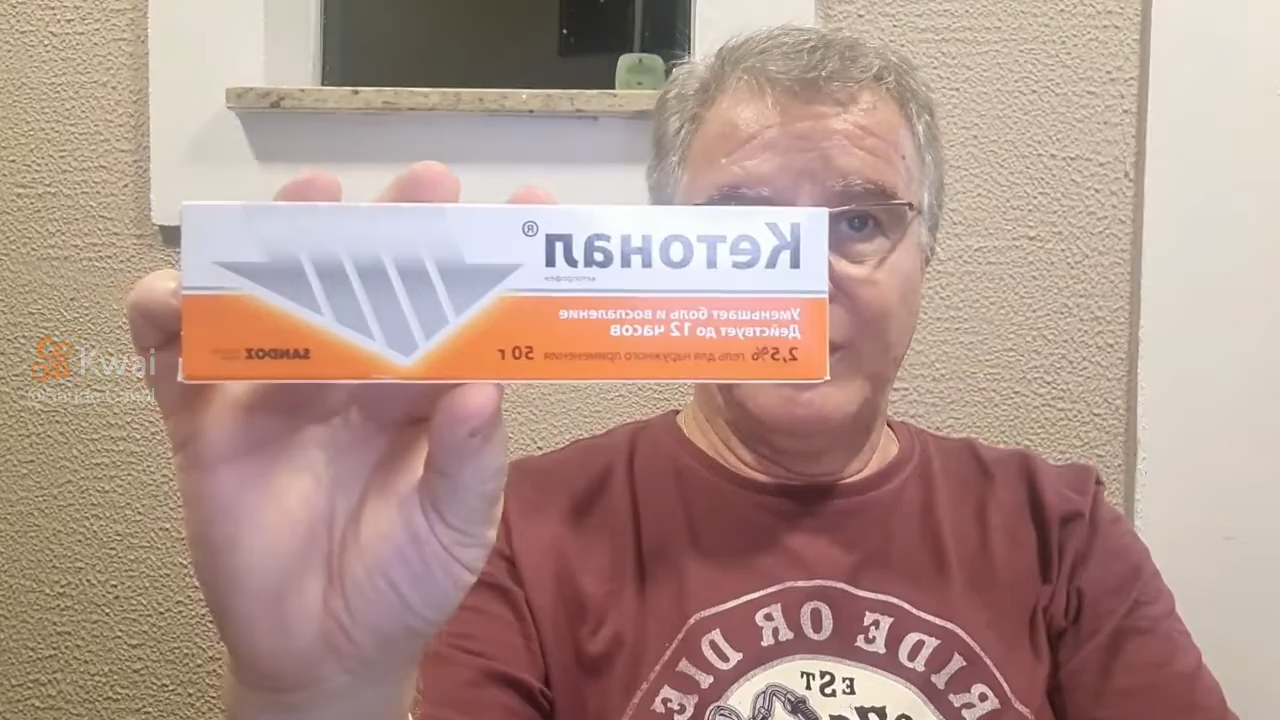 Кетонал®
кетопрофен
Уменьшает боль и воспаление
Действует до 12 часов
2,5% гель для наружного применения 50 г
SANDOZ
Kwai
RIDE OR DIE
EST